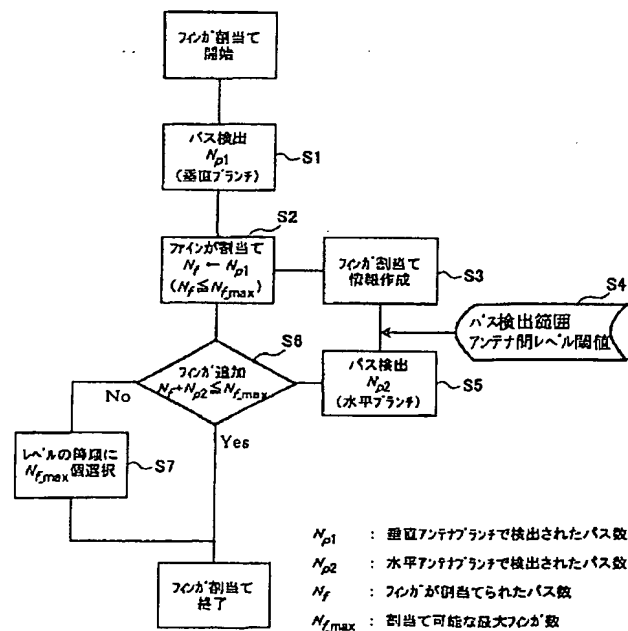 フィンガ割当て
開始
パス検出
Np1
(垂直ブランチ)
S1
S2
ファインが割当て
Nf ← Np1
(Nf≦Nf_max)
フィンガ割当て
情報作成
S3
S4
パス検出範囲
アンテナ間レベル閾値
S6
フィンガ追加
Nf+Np2≦Nf_max
パス検出
Np2
(水平ブランチ)
S5
No
Yes
レベルの降順に
Nf_max個選択
S7
フィンガ割当て
終了
Np1 : 垂直アンテナブランチで検出されたパス数
Np2 : 水平アンテナブランチで検出されたパス数
Nf : フィンガが割当てられたパス数
Nf_max : 割当て可能な最大フィンガ数